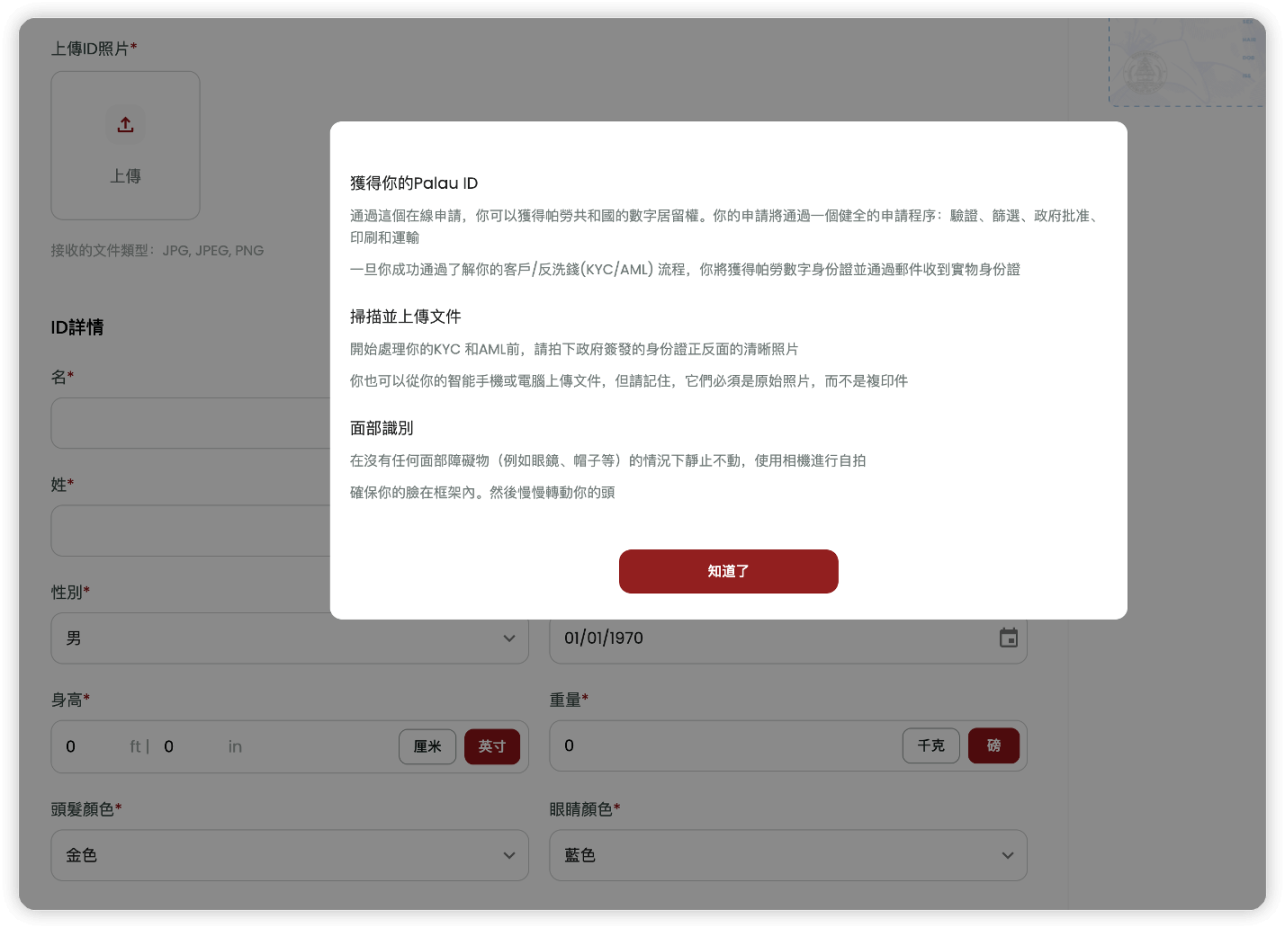 上傳ID照片*
上傳
接收的文件類型：JPG, JPEG, PNG
獲得你的Palau ID
通過這個在線申請，你可以獲得帕勞共和國的數字居留權。你的申請將通過一個健全的申請程序：驗證、篩選、政府批准、
印刷和運輸
一旦你成功通過了解你的客戶/反洗錢(KYC/AML) 流程，你將獲得帕勞數字身份證並通過郵件收到實物身份證
掃描並上傳文件
開始處理你的KYC 和AML前，請拍下政府簽發的身份證正反面的清晰照片
你也可以從你的智能手機或電腦上傳文件，但請記住，它們必須是原始照片，而不是複印件
面部識別
在沒有任何面部障礙物（例如眼鏡、帽子等）的情況下靜止不動，使用相機進行自拍
確保你的臉在框架內。然後慢慢轉動你的頭
知道了
ID詳情
名*
姓*
性別*
男
01/01/1970
身高*
重量*
0 ft | 0 in 厘米 英寸
0 千克 磅
頭髮顏色*
眼睛顏色*
金色
藍色